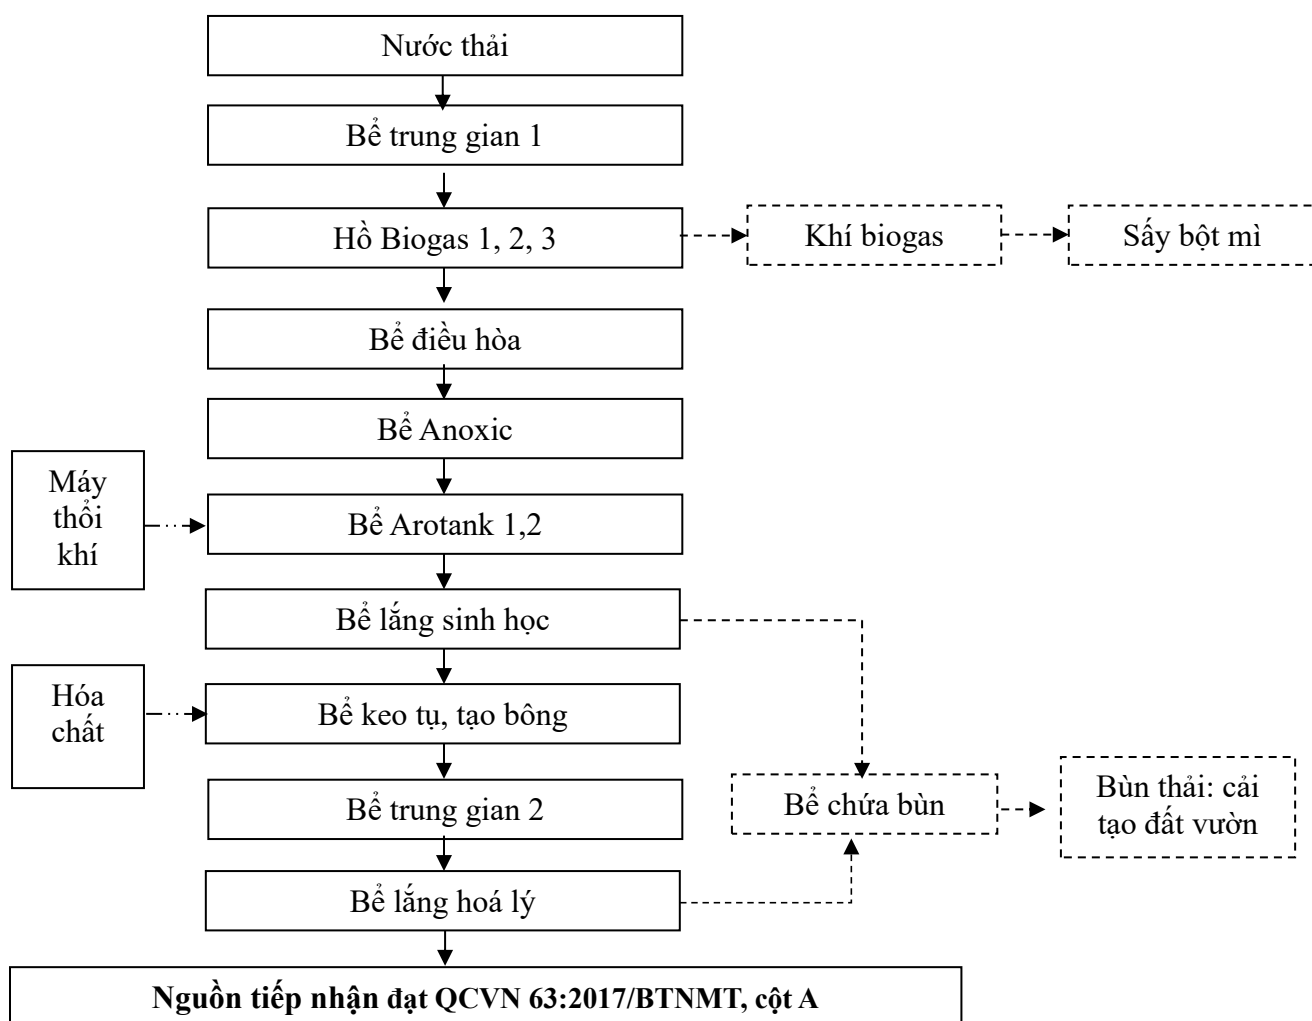 Nước thải
Bể trung gian 1
Hồ Biogas 1, 2, 3
Khí biogas
Sấy bột mì
Bể điều hòa
Bể Anoxic
Máy
thổi
khí
Bể Arotank 1,2
Bể lắng sinh học
Hóa
chất
Bể keo tụ, tạo bông
Bể trung gian 2
Bể chứa bùn
Bùn thải: cải
tạo đất vườn
Bể lắng hoá lý
Nguồn tiếp nhận đạt QCVN 63:2017/BTNMT, cột A